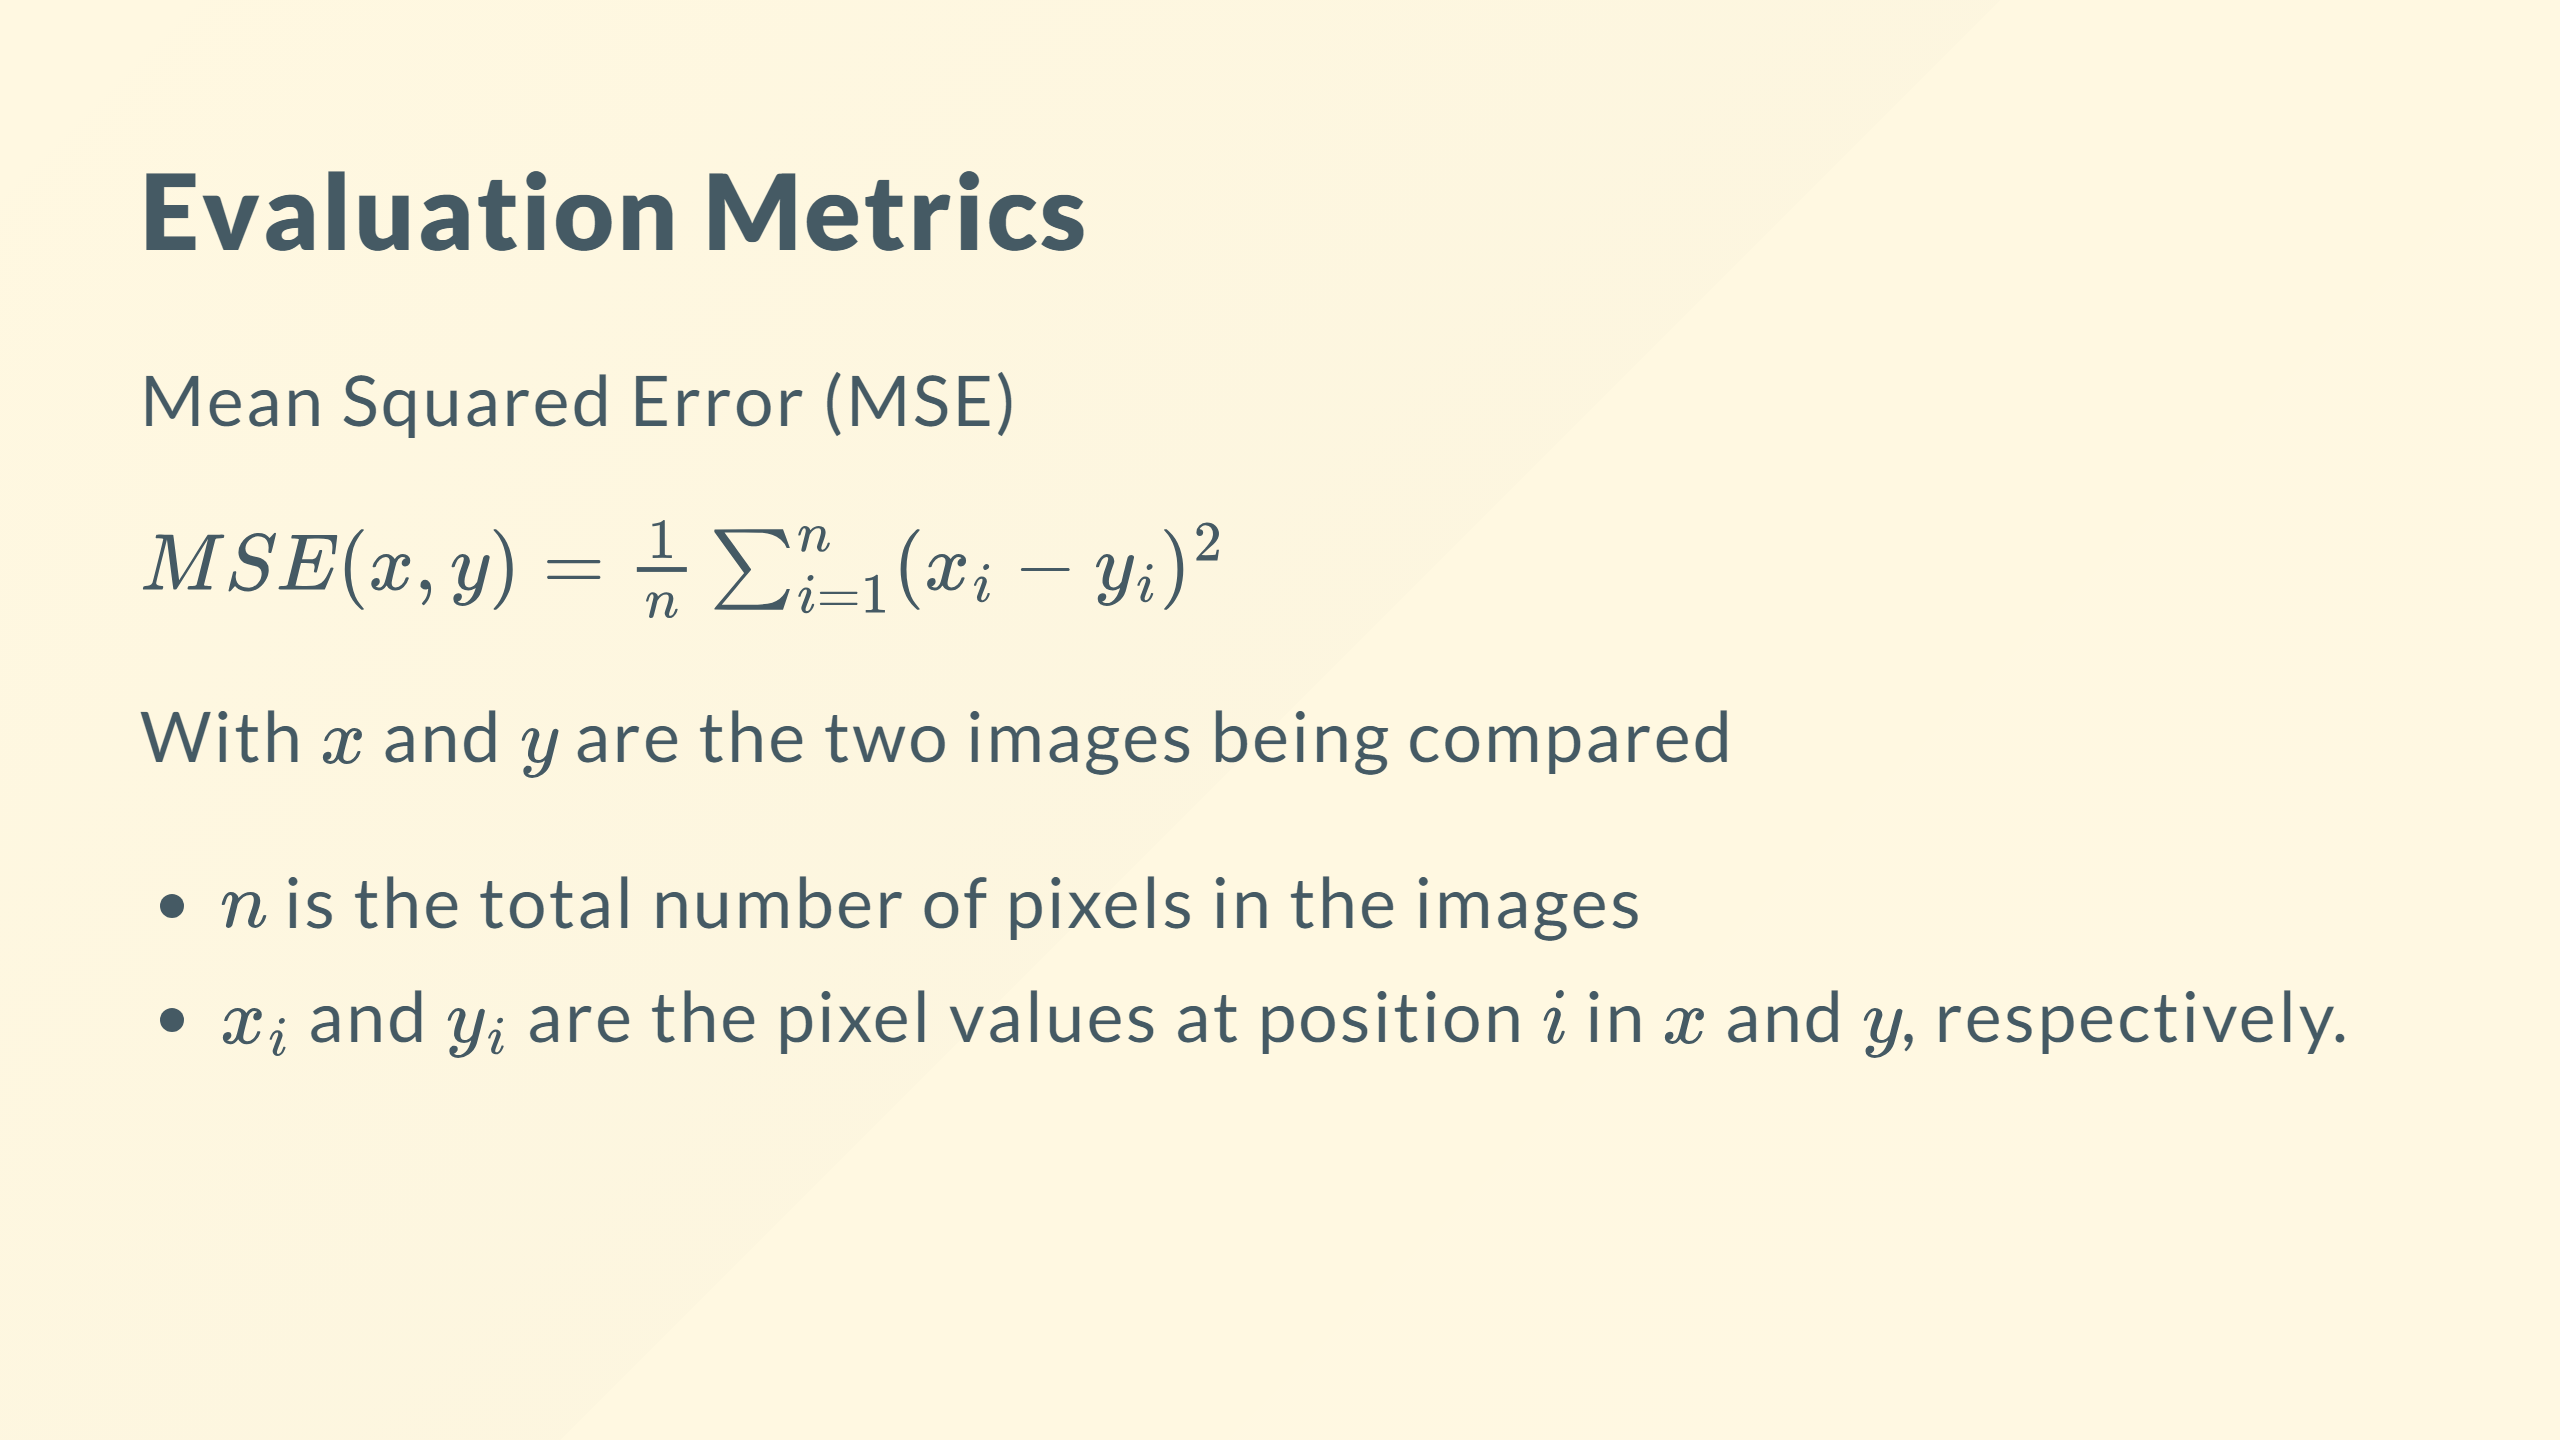 Evaluation Metrics
Mean Squared Error (MSE)
$MSE(x, y) = \frac{1}{n} \sum_{i=1}^{n} (x_i - y_i)^2$
With $x$ and $y$ are the two images being compared
• $n$ is the total number of pixels in the images
• $x_i$ and $y_i$ are the pixel values at position $i$ in $x$ and $y$, respectively.